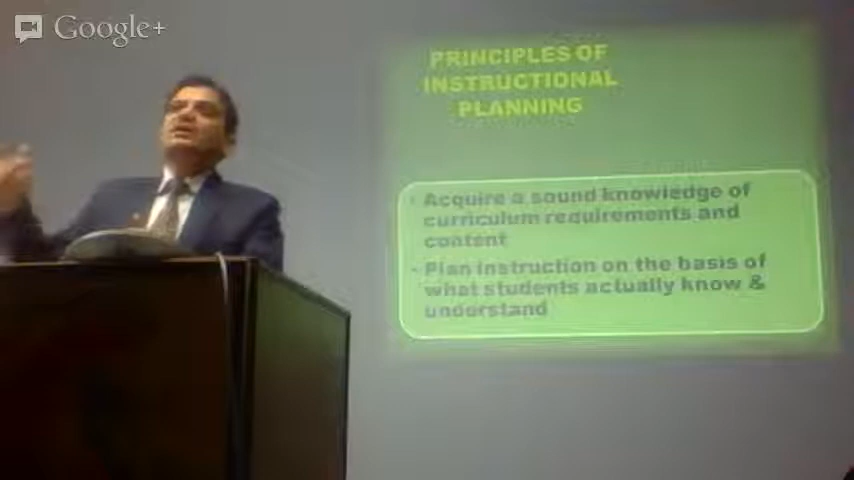 Google+
PRINCIPLES OF
INSTRUCTIONAL
PLANNING
• Acquire a sound knowledge of
curriculum requirements and
content
• Plan instruction on the basis of
what students actually know &
understand